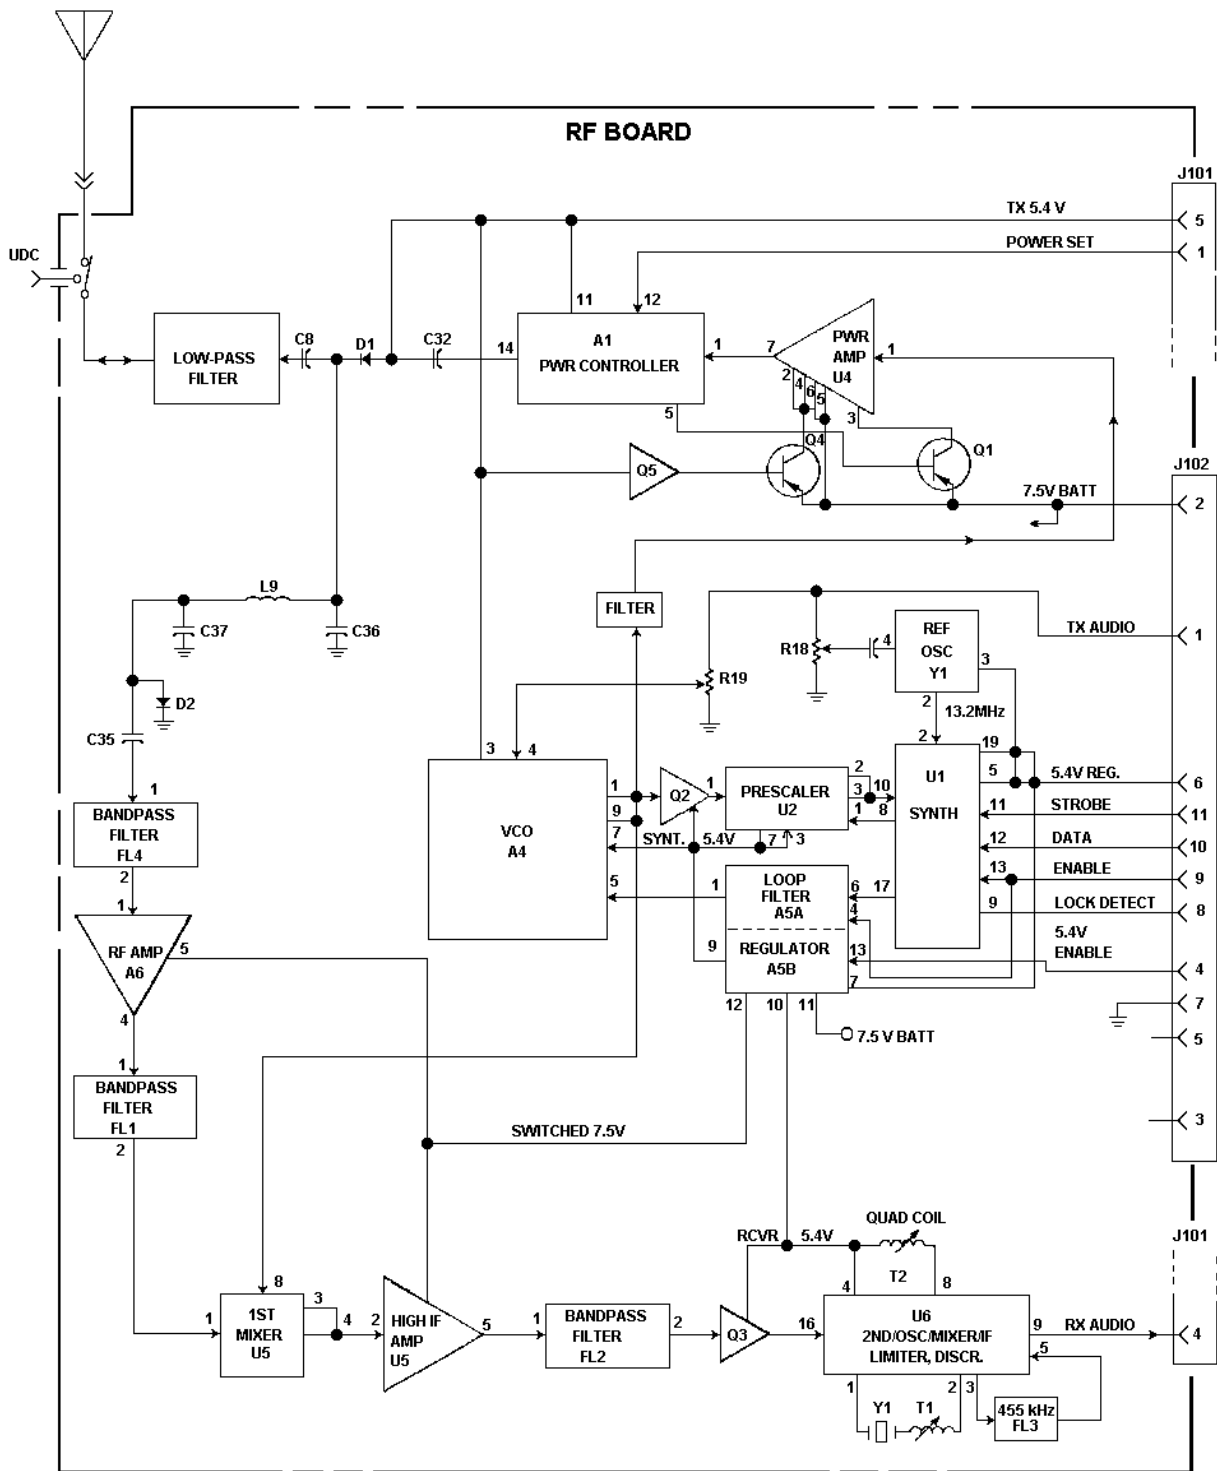 RF BOARD
J101
TX 5.4 V
5
UDC
POWER SET
1
11
12
C8
D1
C32
14
A1
PWR CONTROLLER
1
7
PWR
AMP
U4
1
LOW-PASS
FILTER
2
4
6
5
3
5
Q4
Q1
Q5
J102
7.5V BATT
2
L9
FILTER
C37
C36
R18
4
REF
OSC
Y1
3
TX AUDIO
1
R19
D2
2
13.2MHz
C35
3
4
2
19
1
1
Q2
1
PRESCALER
U2
2
3
10
U1
SYNTH
5
5.4V REG.
6
BANDPASS
FILTER
FL4
VCO
A4
9
1
8
11
STROBE
11
7
SYNT.
5.4V
7
3
12
DATA
10
2
5
1
LOOP
FILTER
A5A
6
17
13
ENABLE
9
1
4
9
LOCK DETECT
8
RF AMP
A6
5
9
REGULATOR
A5B
13
5.4V
ENABLE
4
7
7
4
12
10
11
7.5 V BATT
5
1
BANDPASS
FILTER
FL1
3
2
SWITCHED 7.5V
QUAD COIL
J101
RCVR
5.4V
T2
8
3
4
8
1
1ST
MIXER
U5
4
2
HIGH IF
AMP
U5
5
1
BANDPASS
FILTER
FL2
2
Q3
16
U6
2ND/OSC/MIXER/IF
LIMITER, DISCR.
9
RX AUDIO
4
5
1
2
3
Y1
T1
455 kHz
FL3